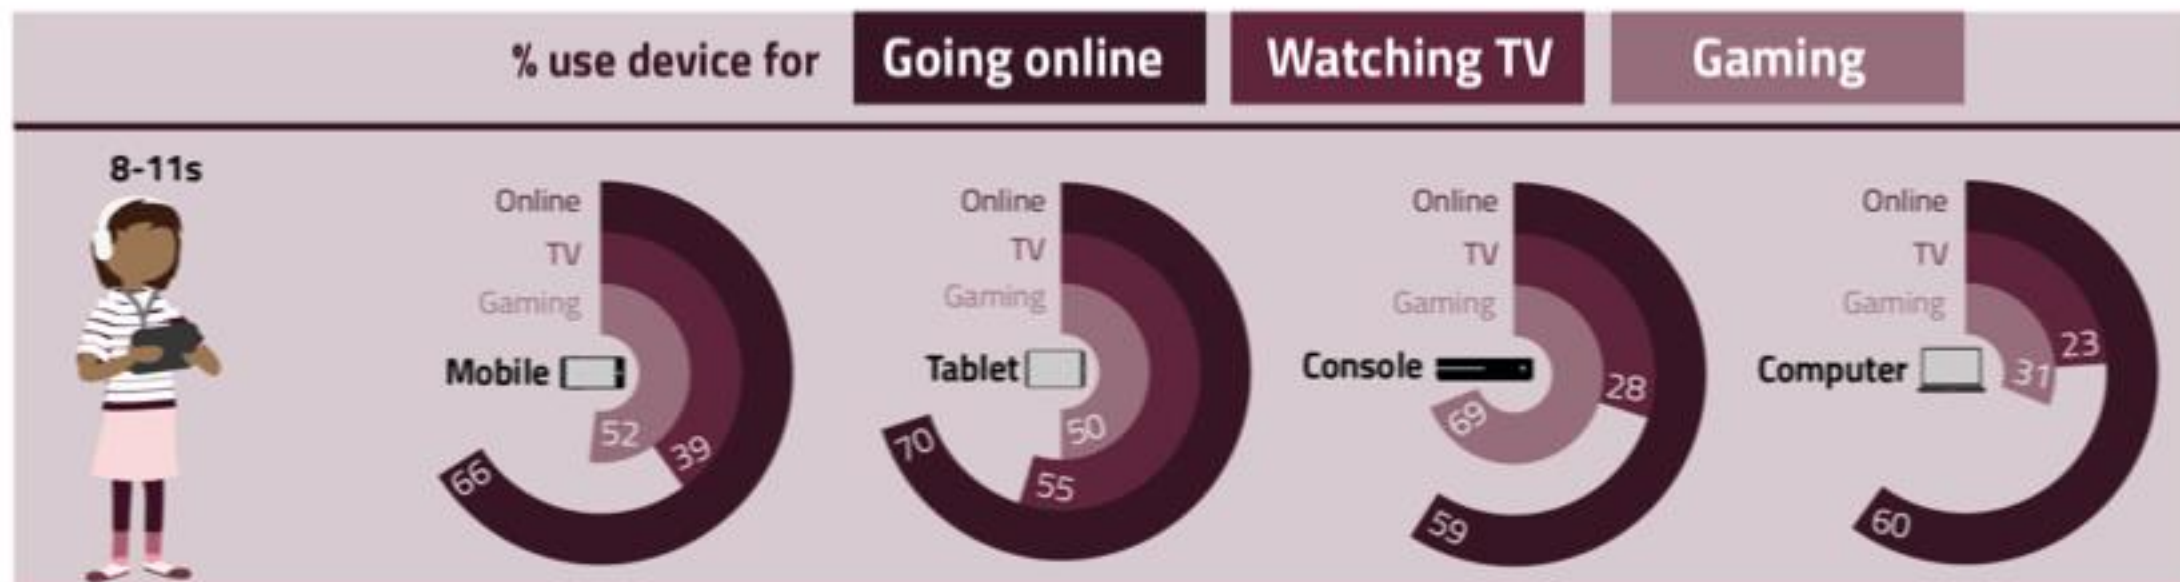 % use device for Going online Watching TV Gaming
8-11s
Online
TV
Gaming
Mobile
52
39
66
Online
TV
Gaming
Tablet
50
55
70
Online
TV
Gaming
Console
28
69
59
Online
TV
Gaming
Computer
23
31
60